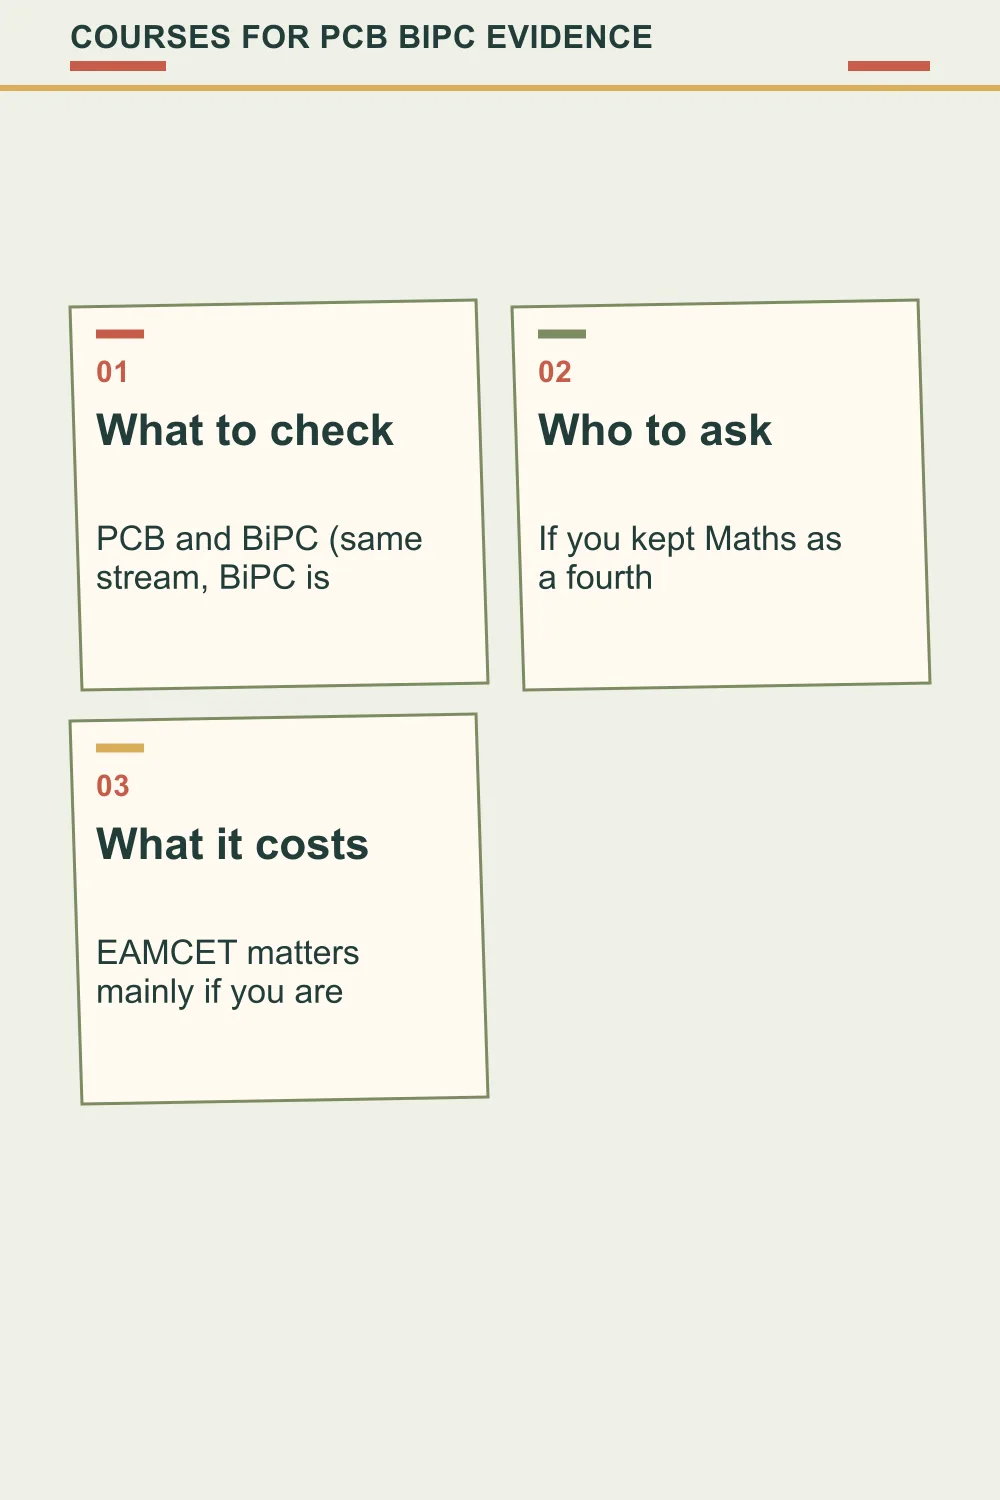 COURSES FOR PCB BIPC EVIDENCE
01
What to check
PCB and BiPC (same
stream, BiPC is
02
Who to ask
If you kept Maths as
a fourth
03
What it costs
EAMCET matters
mainly if you are